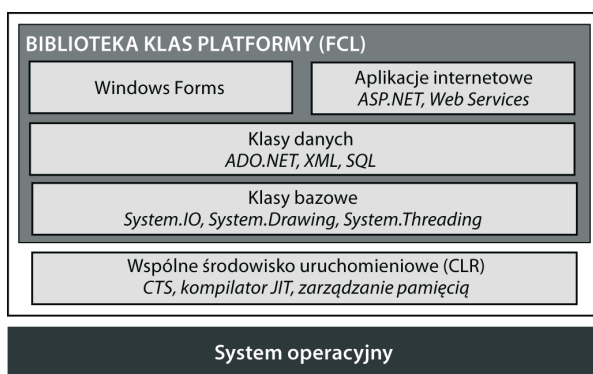 BIBLIOTEKA KLAS PLATFORMY (FCL)
Windows Forms
Aplikacje internetowe
ASP.NET, Web Services
Klasy danych
ADO.NET, XML, SQL
Klasy bazowe
System.IO, System.Drawing, System.Threading
Wspólne środowisko uruchomieniowe (CLR)
CTS, kompilator JIT, zarządzanie pamięcią
System operacyjny